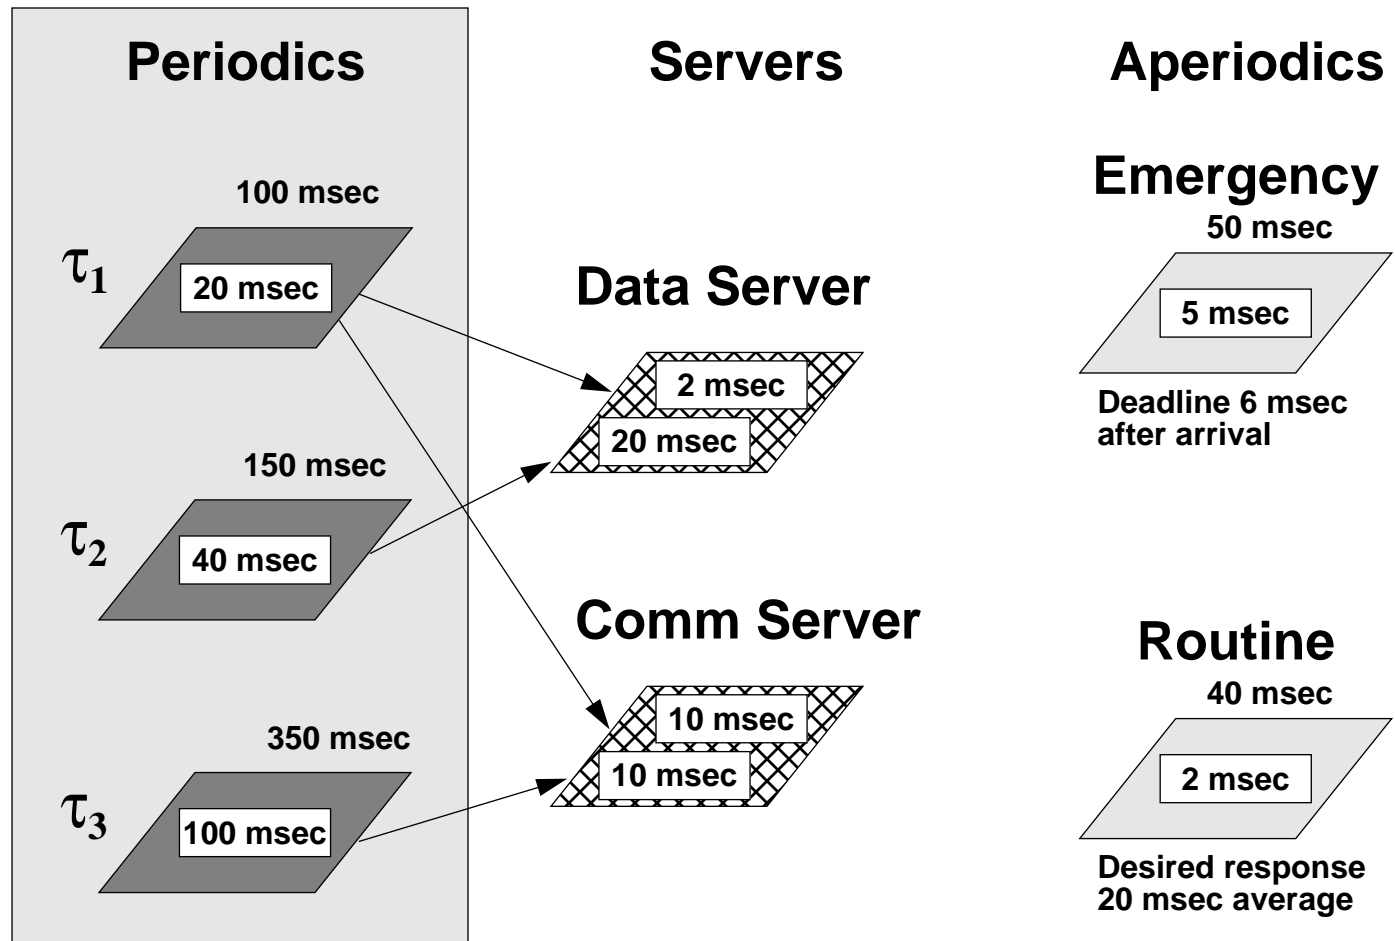 Periodics
Servers
Aperiodics
100 msec
τ1
20 msec
150 msec
τ2
40 msec
350 msec
τ3
100 msec
Data Server
2 msec
20 msec
Comm Server
10 msec
10 msec
Emergency
50 msec
5 msec
Deadline 6 msec
after arrival
Routine
40 msec
2 msec
Desired response
20 msec average